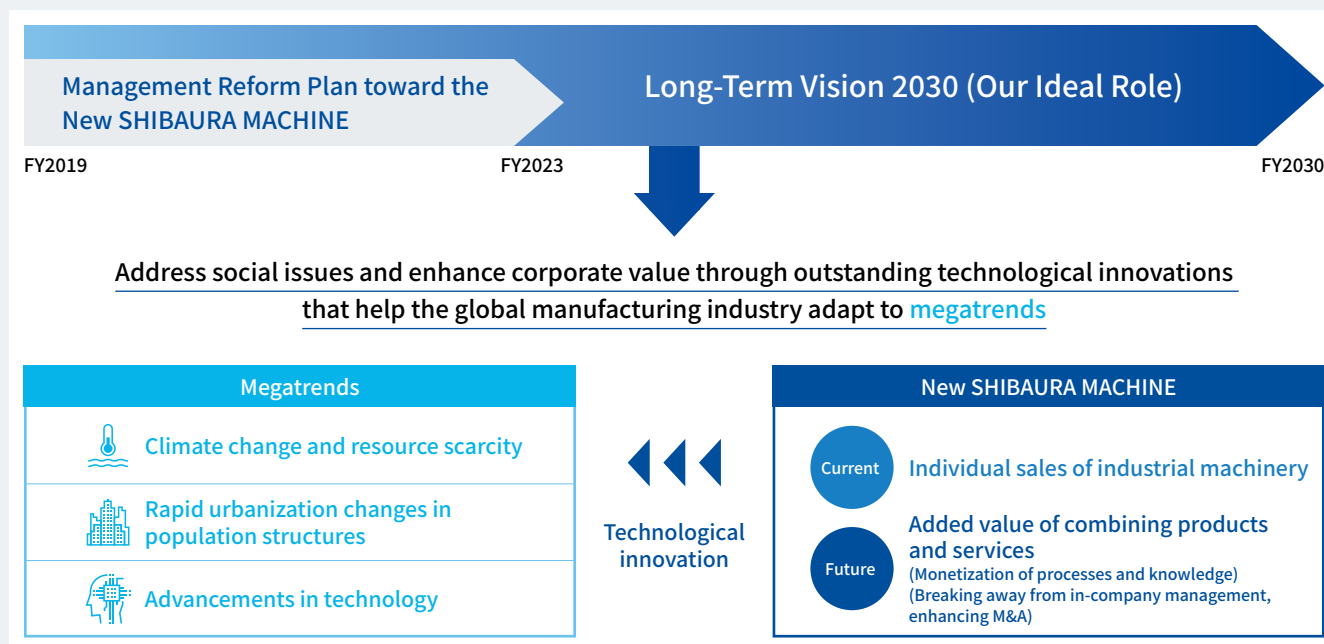 Management Reform Plan toward the
New SHIBAURA MACHINE
Long-Term Vision 2030 (Our Ideal Role)
FY2019
FY2023
FY2030
Address social issues and enhance corporate value through outstanding technological innovations
that help the global manufacturing industry adapt to megatrends
Megatrends
Climate change and resource scarcity
Rapid urbanization changes in
population structures
Advancements in technology
Technological
innovation
New SHIBAURA MACHINE
Current
Individual sales of industrial machinery
Future
Added value of combining products
and services
(Monetization of processes and knowledge)
(Breaking away from in-company management,
enhancing M&A)